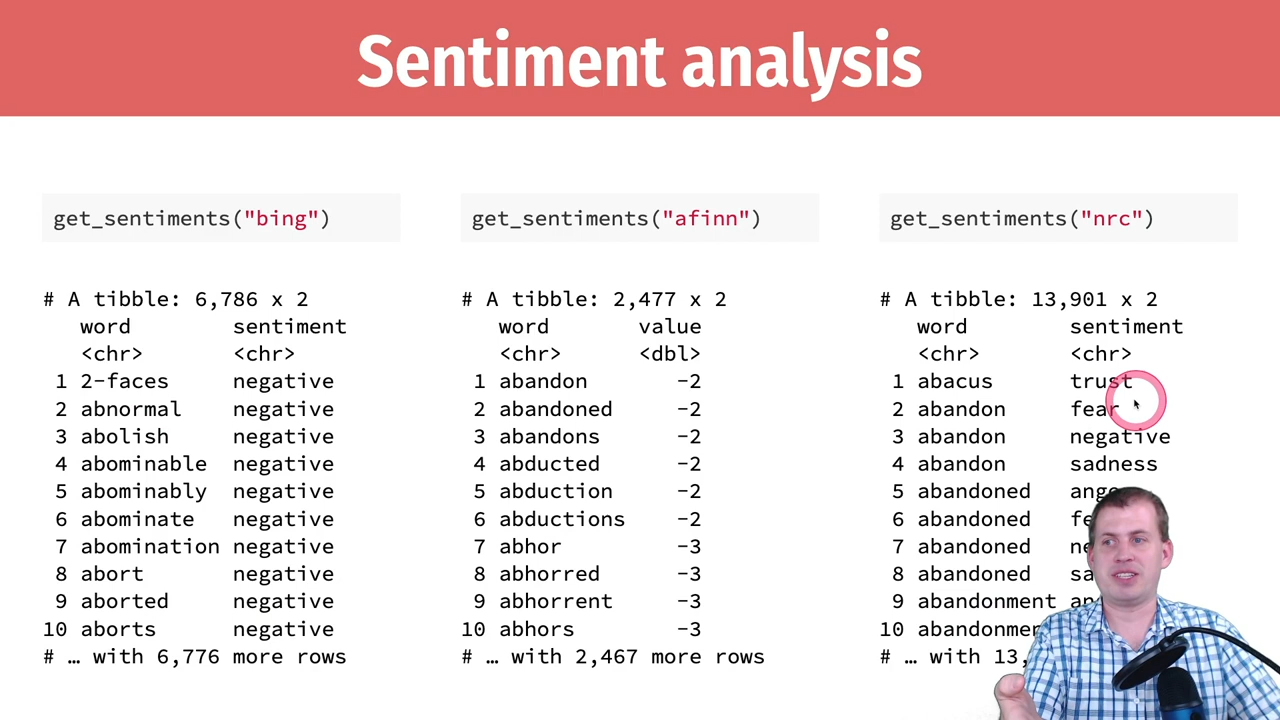 Sentiment analysis
get_sentiments("bing")
# A tibble: 6,786 x 2
word sentiment
<chr> <chr>
1 2-faces negative
2 abnormal negative
3 abolish negative
4 abominable negative
5 abominably negative
6 abominate negative
7 abomination negative
8 abort negative
9 aborted negative
10 aborts negative
# … with 6,776 more rows
get_sentiments("afinn")
# A tibble: 2,477 x 2
word value
<chr> <dbl>
1 abandon -2
2 abandoned -2
3 abandons -2
4 abducted -2
5 abduction -2
6 abductions -2
7 abhor -3
8 abhorred -3
9 abhorrent -3
10 abhors -3
# … with 2,467 more rows
get_sentiments("nrc")
# A tibble: 13,901 x 2
word sentiment
<chr> <chr>
1 abacus trust
2 abandon fear
3 abandon negative
4 abandon sadness
5 abandoned
6 abandoned
7 abandoned
8 abandoned
9 abandonment
10
# … with 13,